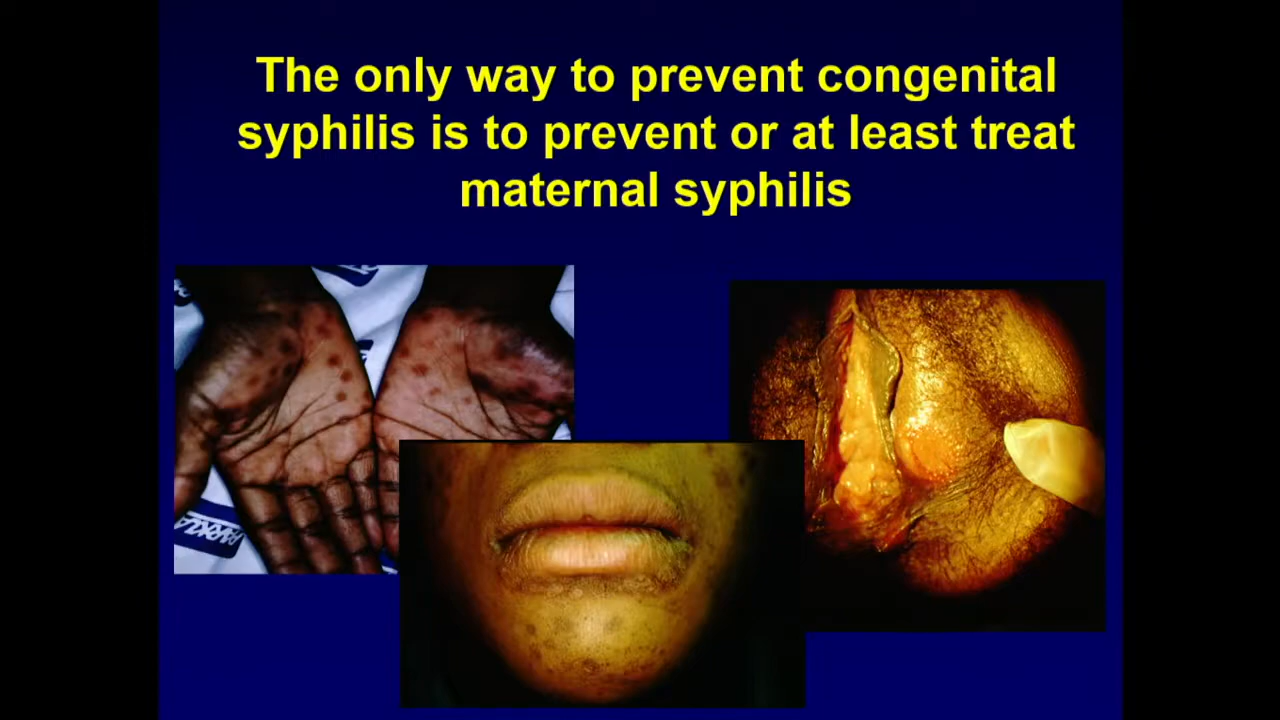 The only way to prevent congenital
syphilis is to prevent or at least treat
maternal syphilis